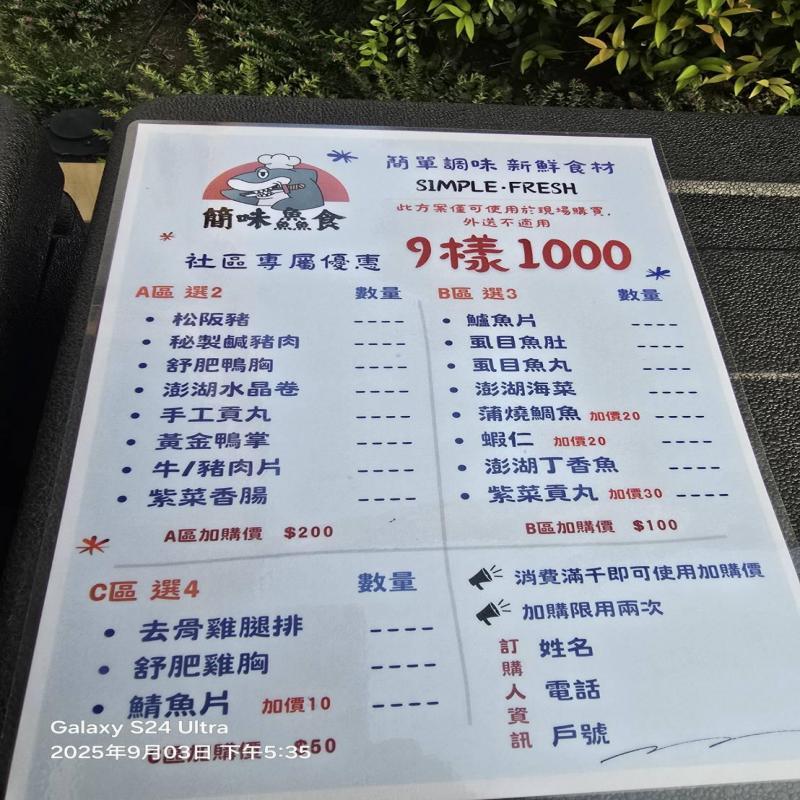 簡單調味 新鮮食材
SIMPLE·FRESH
簡味魚食
此方案僅可使用於現場購買,
外送不適用
社區專屬優惠 9樣1000
A區 選2 數量
• 松阪豬 ----
• 秘製鹹豬肉 ----
• 舒肥鴨胸 ----
• 澎湖水晶卷 ----
• 手工貢丸 ----
• 黃金鴨掌 ----
• 牛/豬肉片 ----
• 紫菜香腸 ----
A區加購價 $200
B區 選3 數量
• 鱸魚片 ----
• 虱目魚肚 ----
• 虱目魚丸 ----
• 澎湖海菜 ----
• 蒲燒鯛魚 加價20 ----
• 蝦仁 加價20 ----
• 澎湖丁香魚 ----
• 紫菜貢丸 加價30 ----
B區加購價 $100
C區 選4 數量
• 去骨雞腿排 ----
• 舒肥雞胸 ----
• 鯖魚片 加價10 ----
C區加購價 $50
消費滿千即可使用加購價
加購限用兩次
訂購人資訊
姓名
電話
戶號
Galaxy S24 Ultra
2025年9月03日 下午5:35